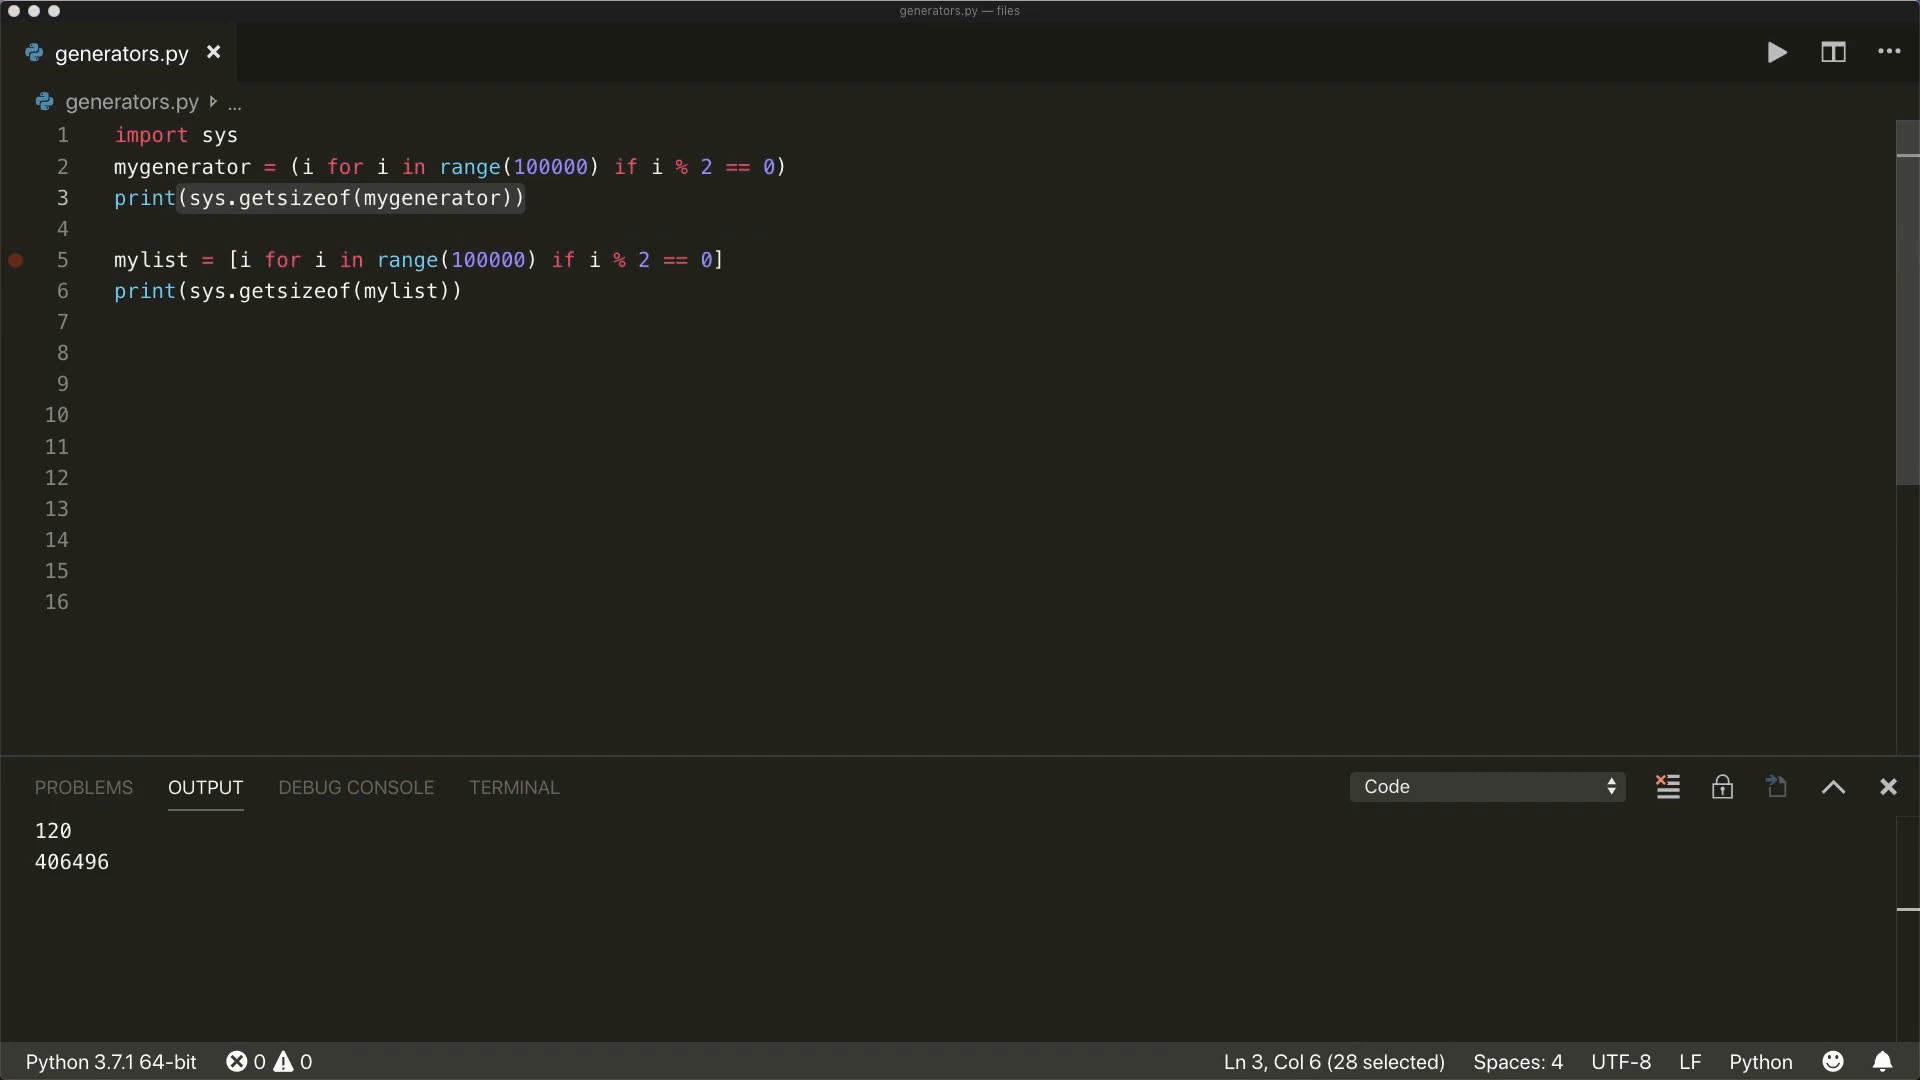 generators.py — files
generators.py
generators.py ...
1 import sys
2 mygenerator = (i for i in range(100000) if i % 2 == 0)
3 print(sys.getsizeof(mygenerator))
4
5 mylist = [i for i in range(100000) if i % 2 == 0]
6 print(sys.getsizeof(mylist))
7
8
9
10
11
12
13
14
15
16
PROBLEMS OUTPUT DEBUG CONSOLE TERMINAL Code
120
406496
Python 3.7.1 64-bit 0 0 Ln 3, Col 6 (28 selected) Spaces: 4 UTF-8 LF Python